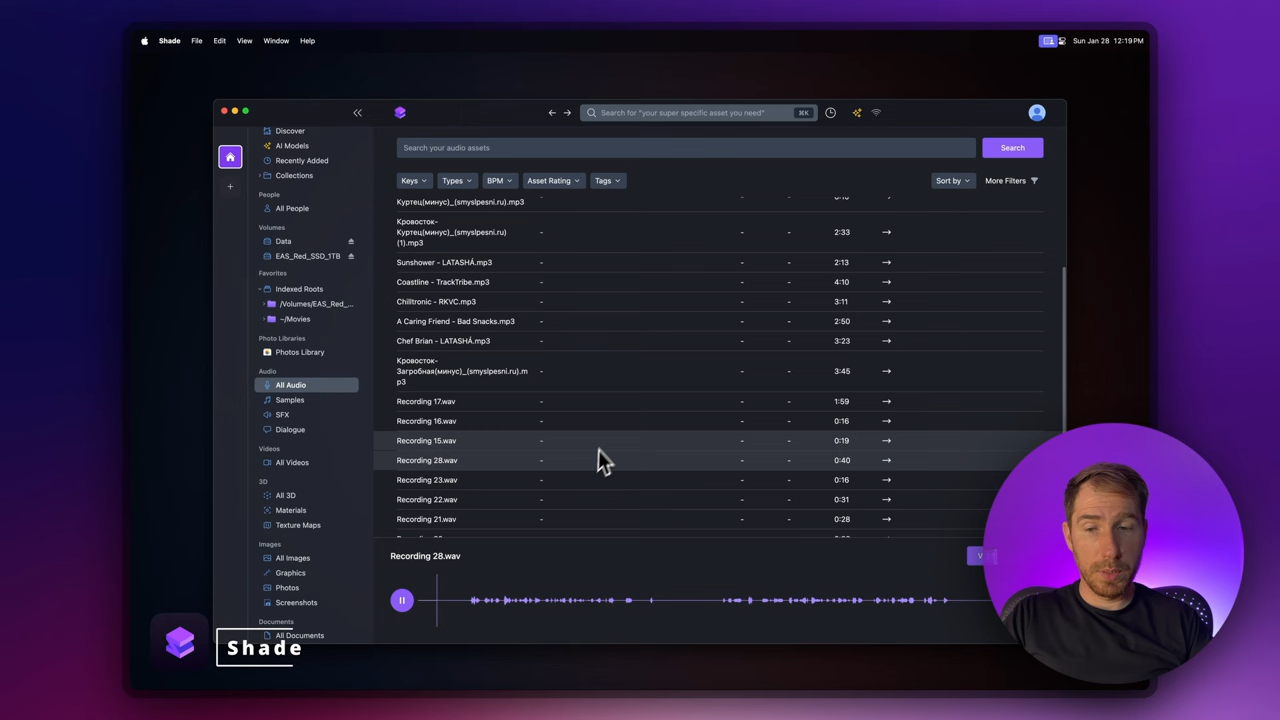 Shade File Edit View Window Help
Sun Jan 28 12:19 PM
Search for "your super specific asset you need" ⌘K
Discover
AI Models
Recently Added
Collections
People
All People
Volumes
Data
EAS_Red_SSD_1TB
Favorites
Indexed Roots
/Volumes/EAS_Red_...
~/Movies
Photo Libraries
Photos Library
Audio
All Audio
Samples
SFX
Dialogue
Videos
All Videos
3D
All 3D
Materials
Texture Maps
Images
All Images
Graphics
Photos
Screenshots
Documents
All Documents
Search your audio assets
Search
Keys Types BPM Asset Rating Tags
Sort by More Filters
Куртец(минус)_(smyslpesni.ru).mp3 -
Кровосток-
Куртец(минус)_(smyslpesni.ru)
(1).mp3
- - - 2:33 →
Sunshower - LATASHÁ.mp3 - - - 2:13 →
Coastline - TrackTribe.mp3 - - - 4:10 →
Chilltronic - RKVC.mp3 - - - 3:11 →
A Caring Friend - Bad Snacks.mp3 - - - 2:50 →
Chef Brian - LATASHÁ.mp3 - - - 3:23 →
Кровосток-
Загробная(минус)_(smyslpesni.ru).m
p3
- - - 3:45 →
Recording 17.wav - - - 1:59 →
Recording 16.wav - - - 0:16 →
Recording 15.wav - - - 0:19 →
Recording 28.wav - - - 0:40 →
Recording 23.wav - - - 0:16 →
Recording 22.wav - - - 0:31 →
Recording 21.wav - - - 0:28 →
Recording 28.wav
Shade